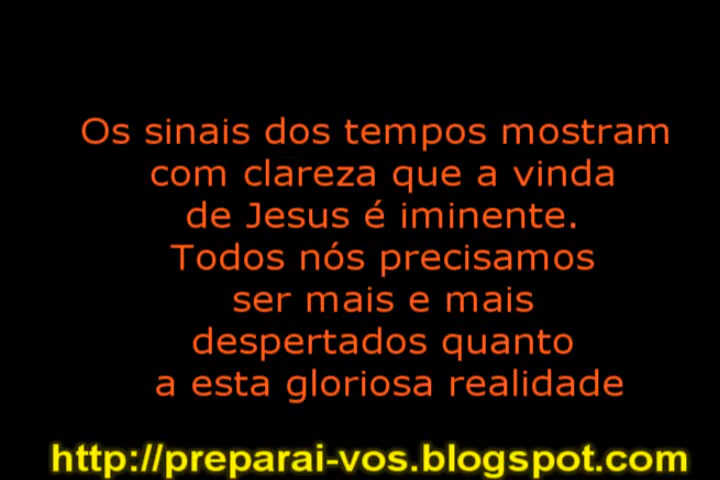 Os sinais dos tempos mostram
com clareza que a vinda
de Jesus é iminente.
Todos nós precisamos
ser mais e mais
despertados quanto
a esta gloriosa realidade
http://preparai-vos.blogspot.com